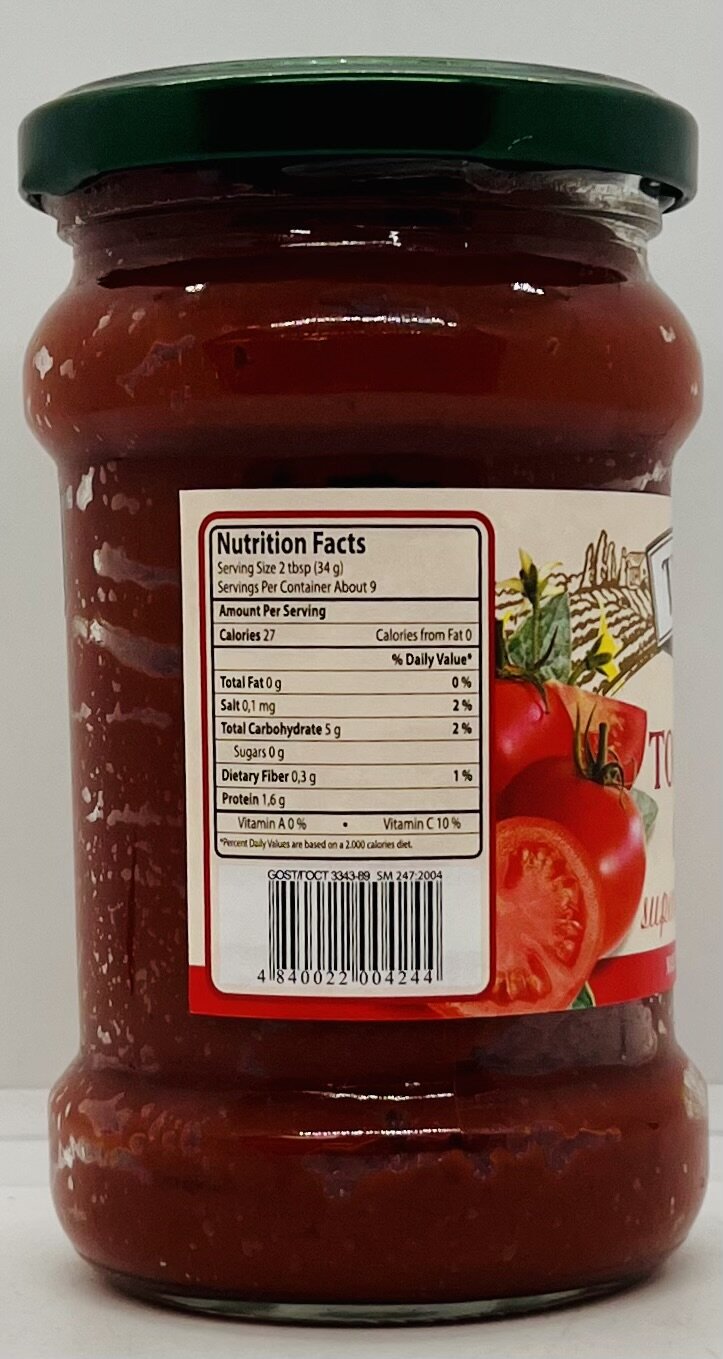 Nutrition Facts
Serving Size 2 tbsp (34 g)
Servings Per Container About 9
Amount Per Serving
Calories 27 Calories from Fat 0
% Daily Value*
Total Fat 0 g 0 %
Salt 0,1 mg 2 %
Total Carbohydrate 5 g 2 %
Sugars 0 g
Dietary Fiber 0,3 g 1 %
Protein 1,6 g
Vitamin A 0 % • Vitamin C 10 %
*Percent Daily Values are based on a 2.000 calories diet.
GOST/ГОСТ 3343-89 SM 247:2004
4 840022 004244
TO